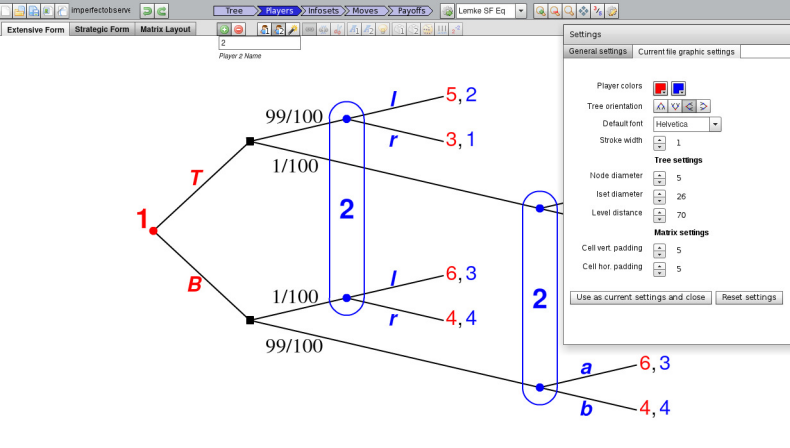 imperfectobserve
Tree Players Infosets Moves Payoffs Lemke SF Eq
Extensive Form Strategic Form Matrix Layout
2
Player 2 Name
Settings
General settings Current file graphic settings
Player colors
Tree orientation
Default font Helvetica
Stroke width 1
Tree settings
Node diameter 5
Iset diameter 26
Level distance 70
Matrix settings
Cell vert. padding 5
Cell hor. padding 5
Use as current settings and close Reset settings
99/100 l 5,2
r 3,1
1/100
T
1
2
B
1/100 l 6,3
r 4,4
99/100
2
a 6,3
b 4,4